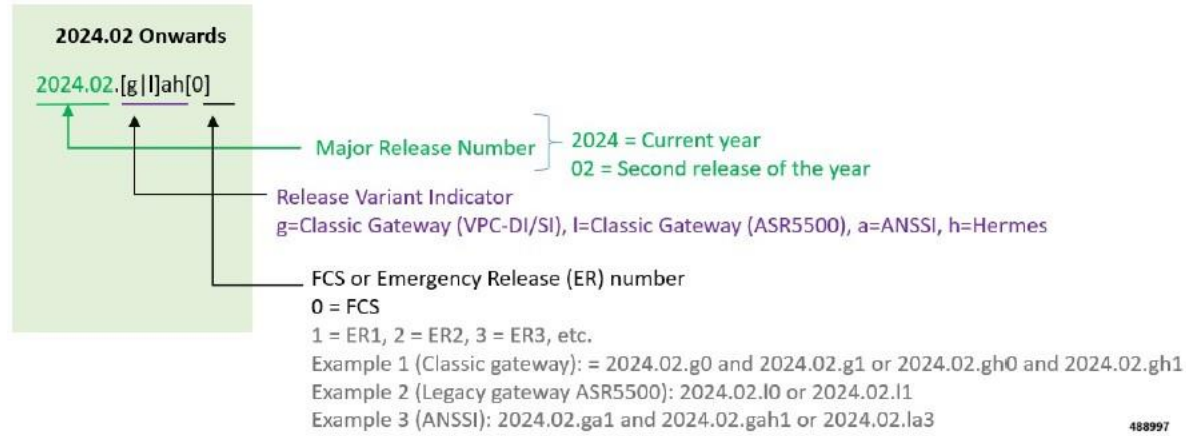 2024.02 Onwards
2024.02.[g|l]ah[0]
Major Release Number
2024 = Current year
02 = Second release of the year
Release Variant Indicator
g=Classic Gateway (VPC-DI/SI), l=Classic Gateway (ASR5500), a=ANSSI, h=Hermes
FCS or Emergency Release (ER) number
0 = FCS
1 = ER1, 2 = ER2, 3 = ER3, etc.
Example 1 (Classic gateway): = 2024.02.g0 and 2024.02.g1 or 2024.02.gh0 and 2024.02.gh1
Example 2 (Legacy gateway ASR5500): 2024.02.l0 or 2024.02.l1
Example 3 (ANSSI): 2024.02.ga1 and 2024.02.gah1 or 2024.02.la3
488997